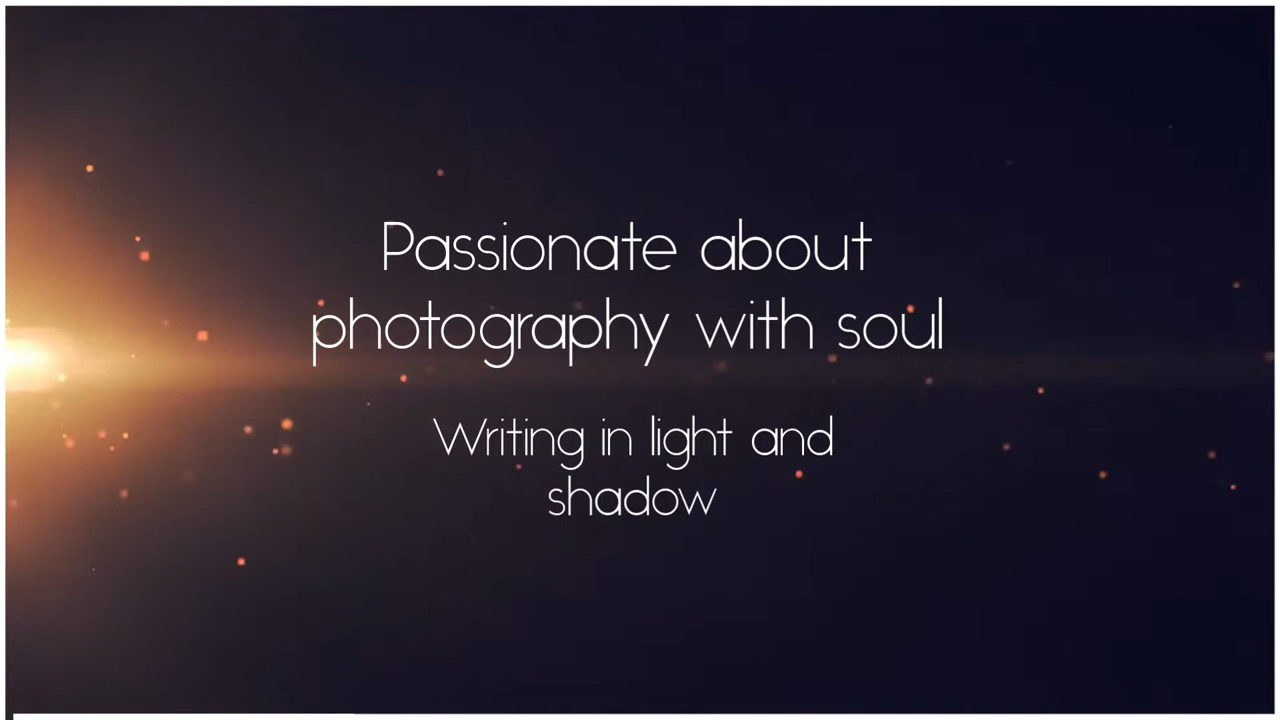 Passionate about
photography with soul
Writing in light and
shadow